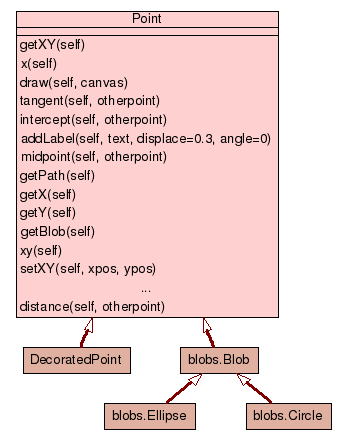 Point
getXY(self)
x(self)
draw(self, canvas)
tangent(self, otherpoint)
intercept(self, otherpoint)
addLabel(self, text, displace=0.3, angle=0)
midpoint(self, otherpoint)
getPath(self)
getX(self)
getY(self)
getBlob(self)
xy(self)
setXY(self, xpos, ypos)
...
distance(self, otherpoint)
DecoratedPoint
blobs.Blob
blobs.Ellipse
blobs.Circle